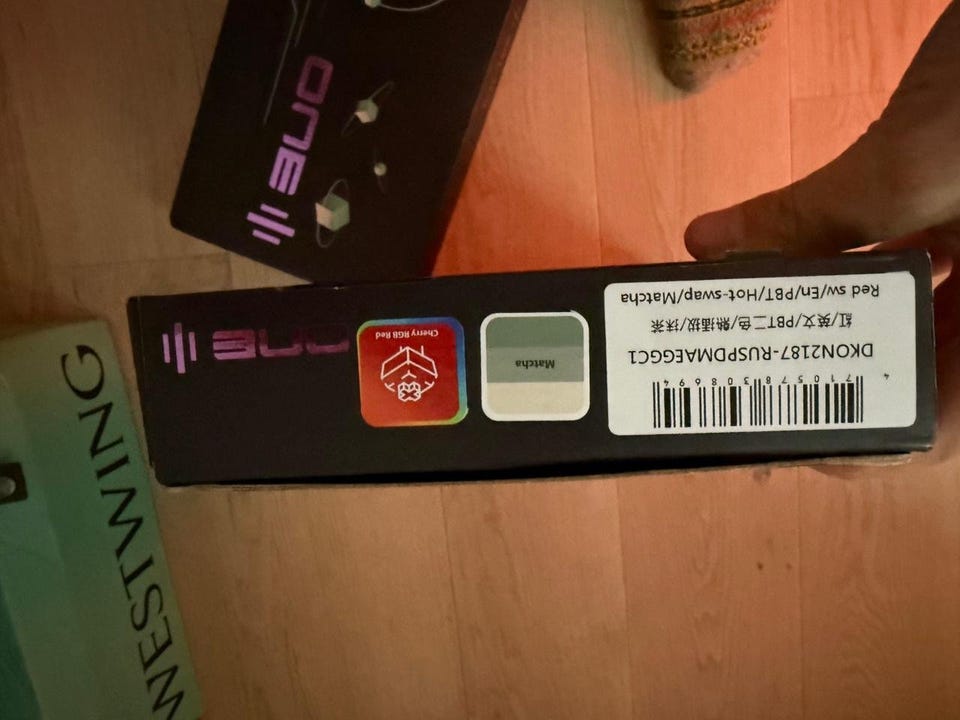 ONE
ONE
Cherry RGB Red
Matcha
4 710578 308694
DKON2187-RUSPDMAEGGC1
紅/英文/PBT二色/熱插拔/抹茶
Red sw/En/PBT/Hot-swap/Matcha
WESTWING